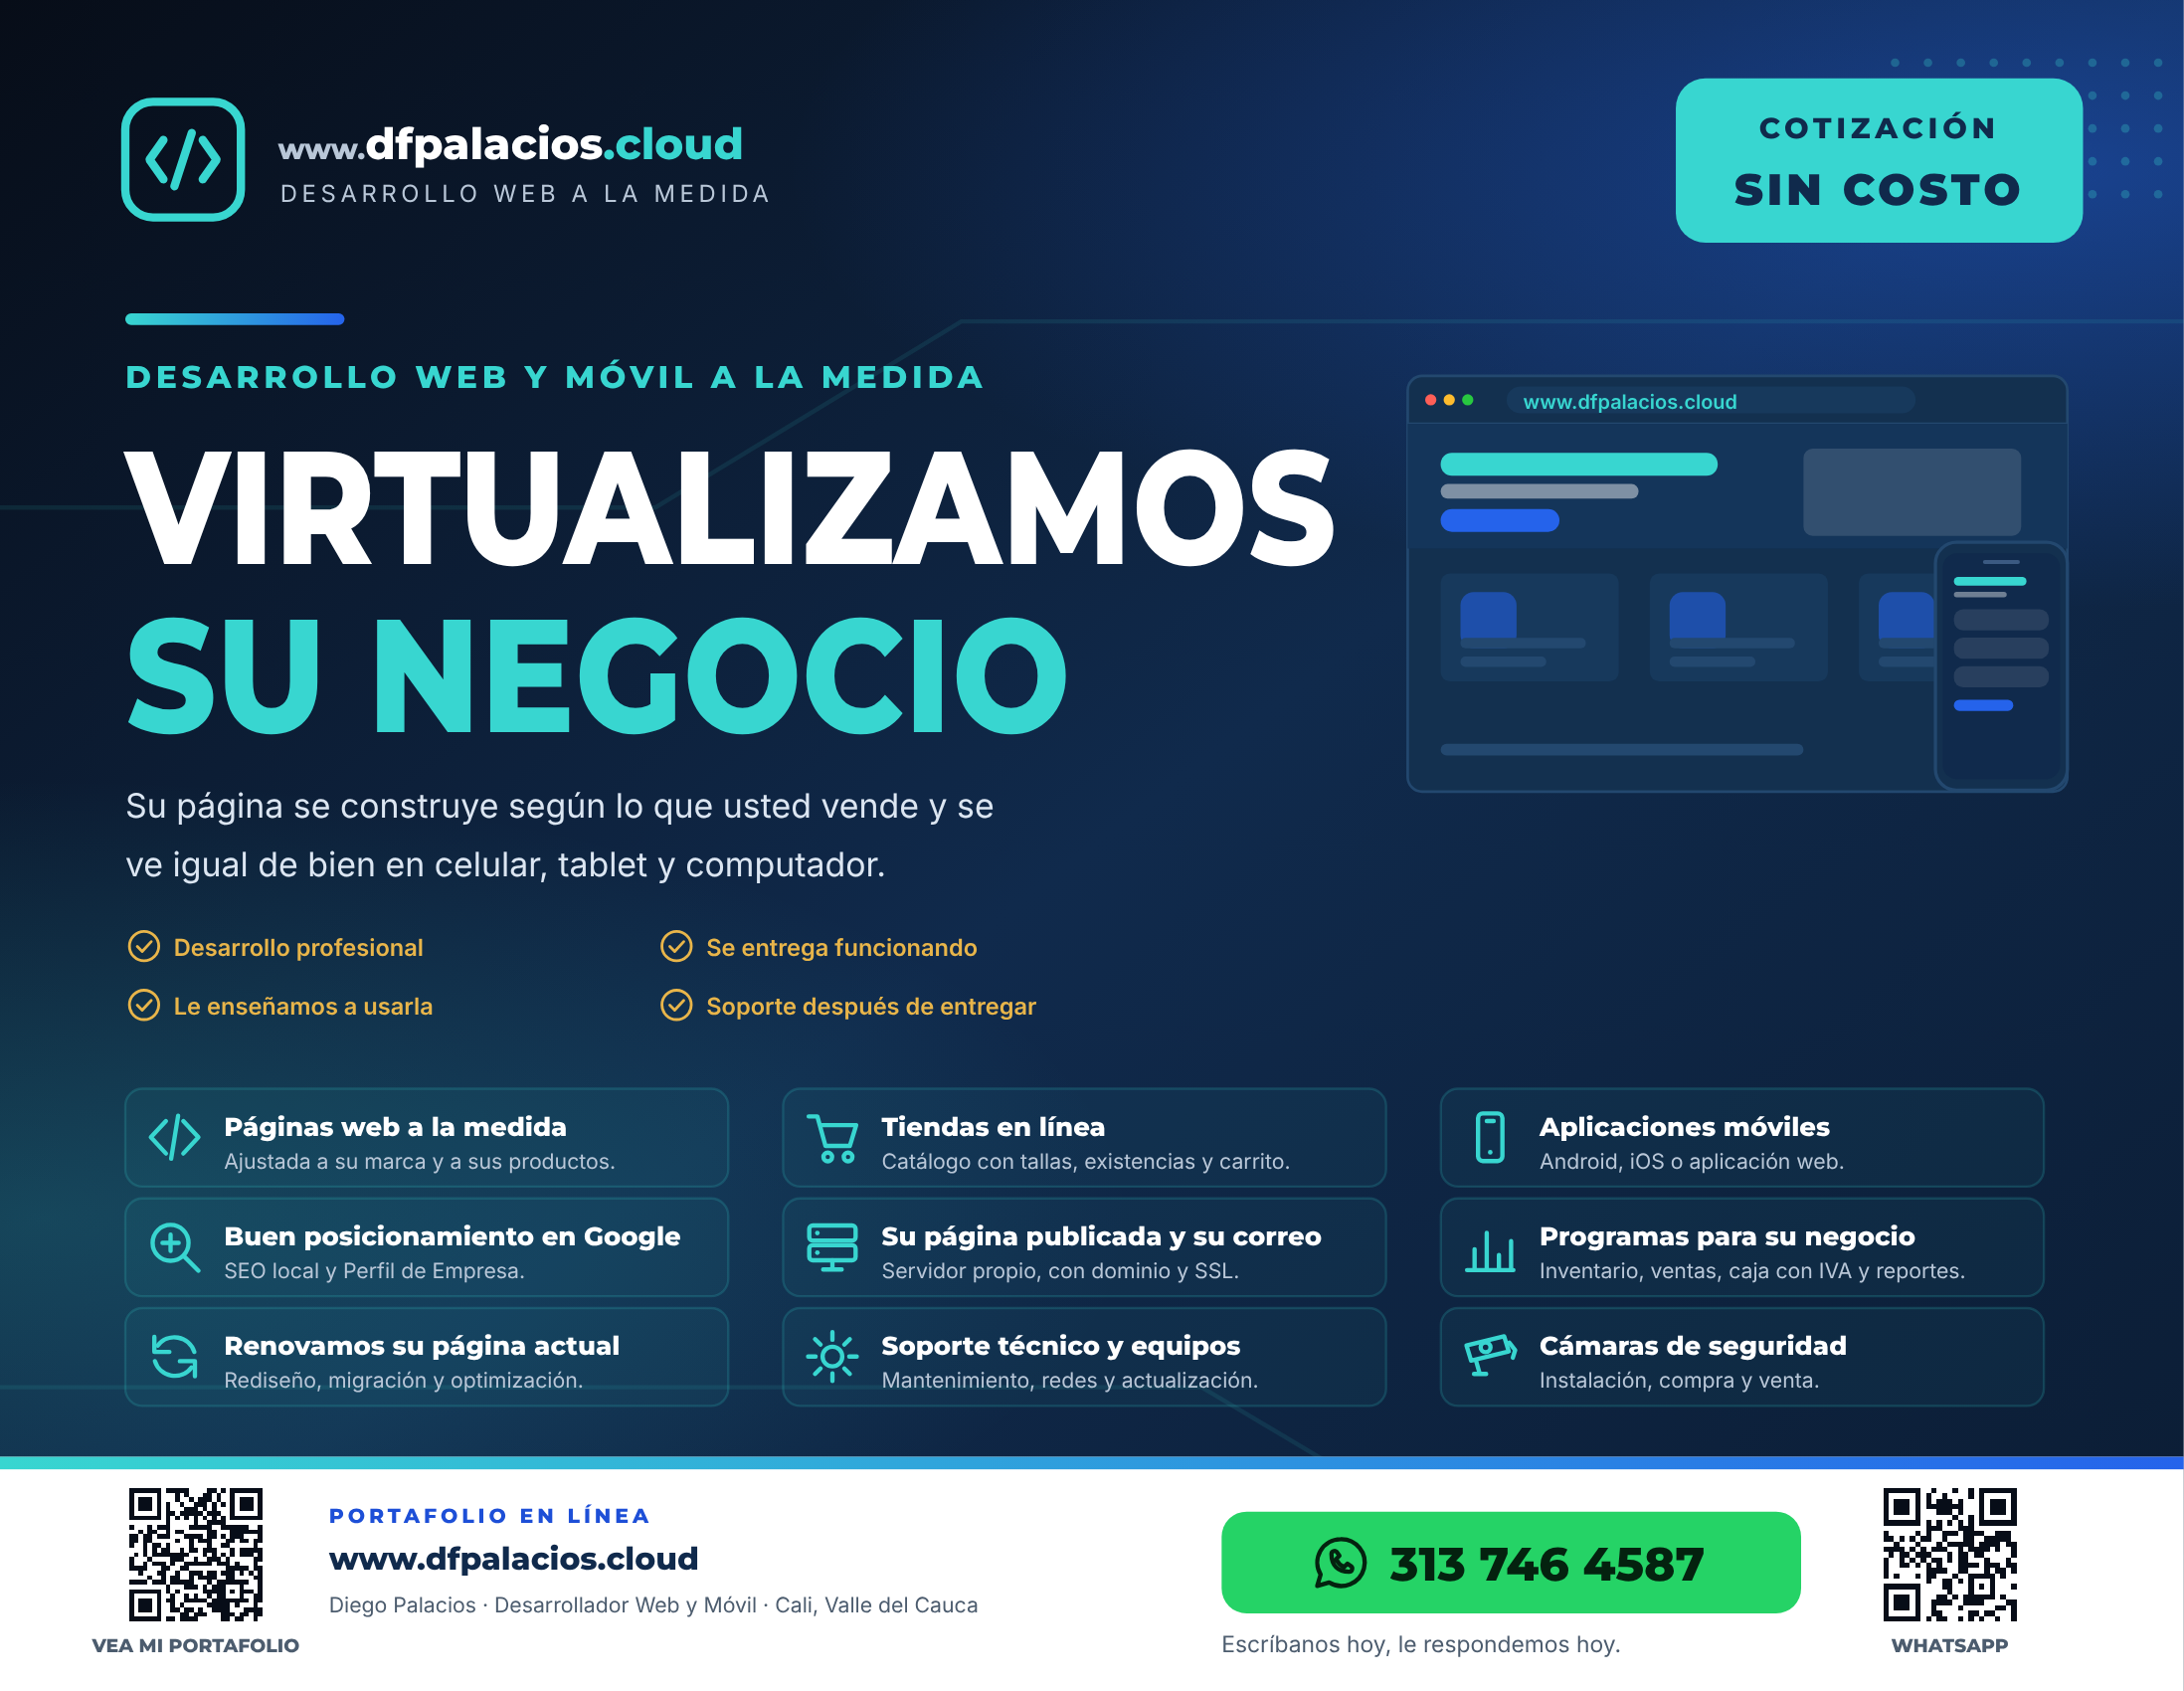 www.dfpalacios.cloud
DESARROLLO WEB A LA MEDIDA
COTIZACIÓN
SIN COSTO
DESARROLLO WEB Y MÓVIL A LA MEDIDA
VIRTUALIZAMOS
SU NEGOCIO
www.dfpalacios.cloud
Su página se construye según lo que usted vende y se
ve igual de bien en celular, tablet y computador.
Desarrollo profesional
Se entrega funcionando
Le enseñamos a usarla
Soporte después de entregar
Páginas web a la medida
Ajustada a su marca y a sus productos.
Tiendas en línea
Catálogo con tallas, existencias y carrito.
Aplicaciones móviles
Android, iOS o aplicación web.
Buen posicionamiento en Google
SEO local y Perfil de Empresa.
Su página publicada y su correo
Servidor propio, con dominio y SSL.
Programas para su negocio
Inventario, ventas, caja con IVA y reportes.
Renovamos su página actual
Rediseño, migración y optimización.
Soporte técnico y equipos
Mantenimiento, redes y actualización.
Cámaras de seguridad
Instalación, compra y venta.
VEA MI PORTAFOLIO
PORTAFOLIO EN LÍNEA
www.dfpalacios.cloud
Diego Palacios · Desarrollador Web y Móvil · Cali, Valle del Cauca
313 746 4587
Escríbanos hoy, le respondemos hoy.
WHATSAPP